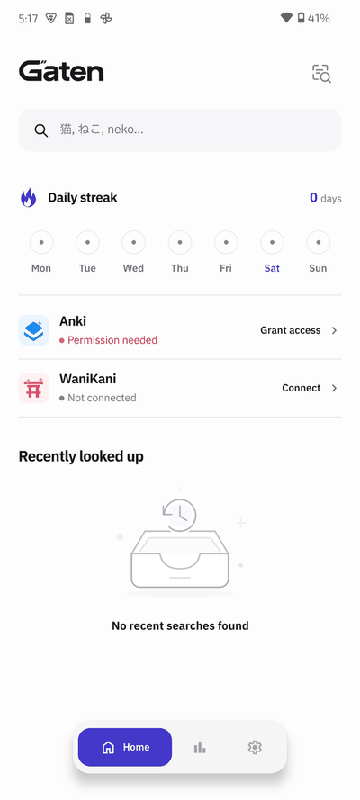 5:17
41%
Gaten
猫, ねこ, neko...
Daily streak
0 days
Mon Tue Wed Thu Fri Sat Sun
Anki
Permission needed
Grant access
WaniKani
Not connected
Connect
Recently looked up
No recent searches found
Home